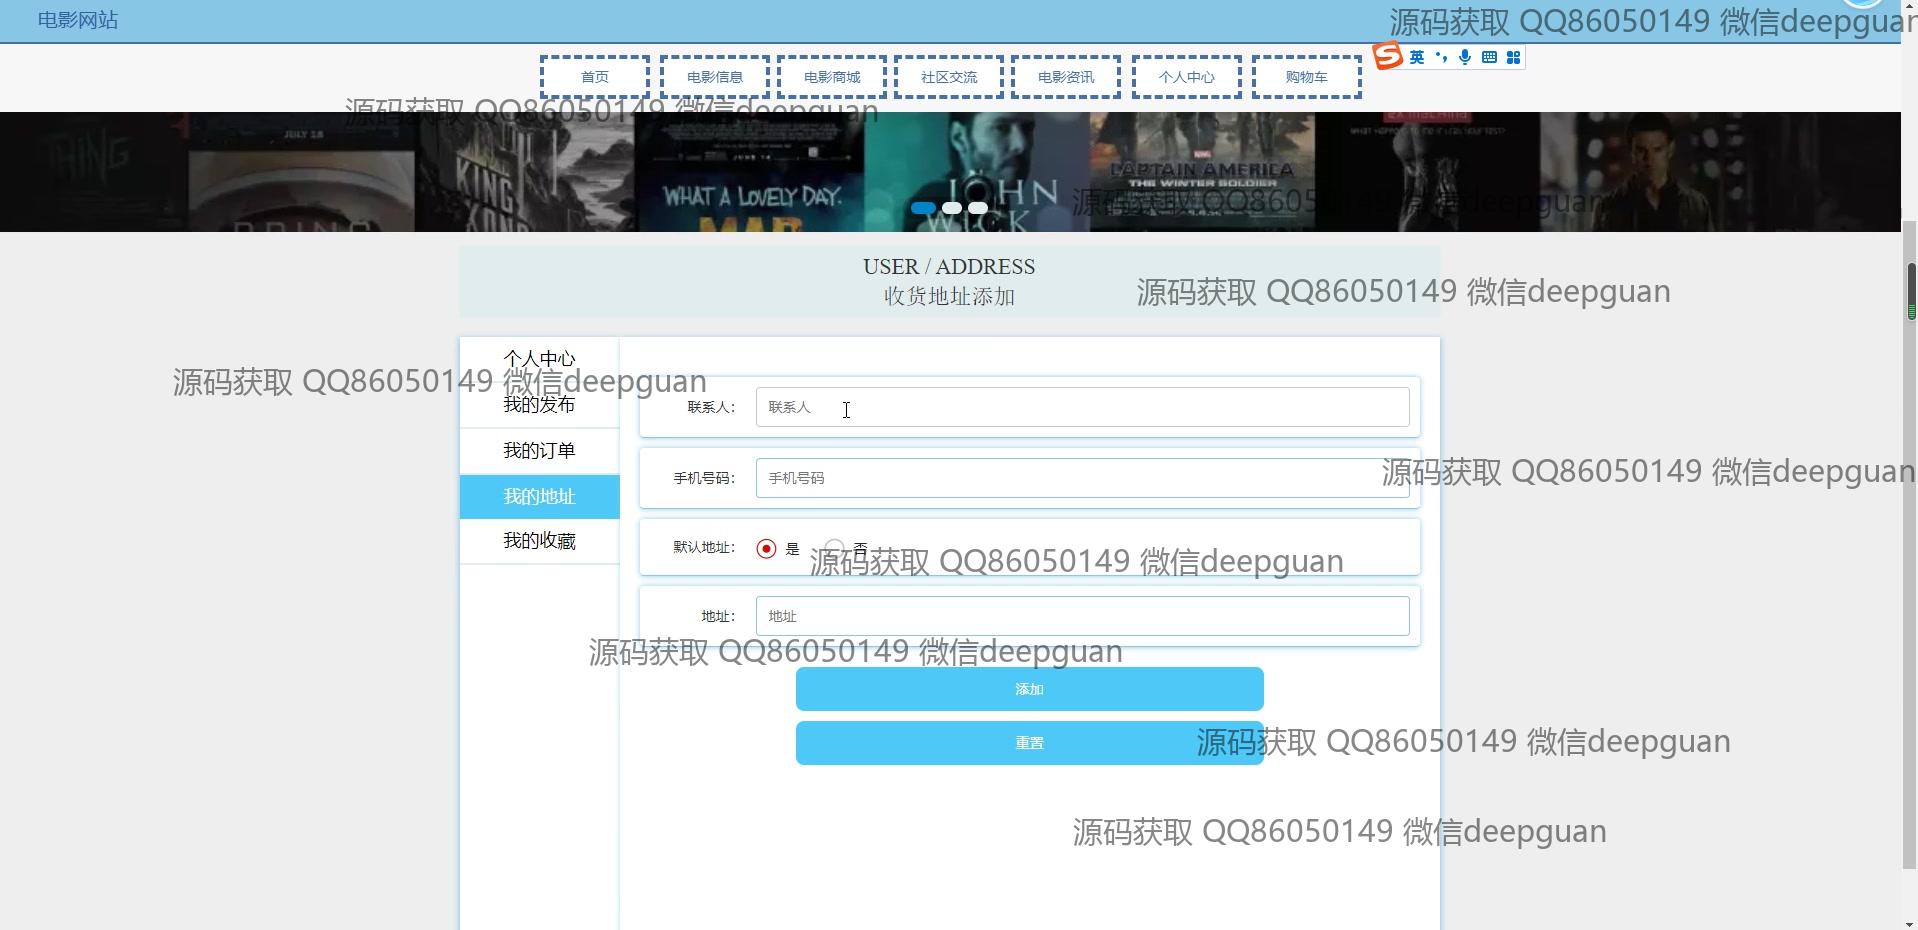 电影网站
源码获取 QQ86050149 微信deepguan
英
首页 电影信息 电影商城 社区交流 电影资讯 个人中心 购物车
源码获取 QQ86050149 微信deepguan
THING
JULY 18
KING
KONG
JUNE 14
WHAT A LOVELY DAY.
MAD
JOHN
WICK
MARVEL
CAPTAIN AMERICA
THE WINTER SOLDIER
EX MACHINA
源码获取 QQ86050149 微信deepguan
USER / ADDRESS
收货地址添加
源码获取 QQ86050149 微信deepguan
个人中心
源码获取 QQ86050149 微信deepguan
我的发布
我的订单
我的地址
我的收藏
联系人: 联系人
手机号码: 手机号码
源码获取 QQ86050149 微信deepguan
默认地址: 是 否
源码获取 QQ86050149 微信deepguan
地址: 地址
源码获取 QQ86050149 微信deepguan
添加
重置
源码获取 QQ86050149 微信deepguan
源码获取 QQ86050149 微信deepguan